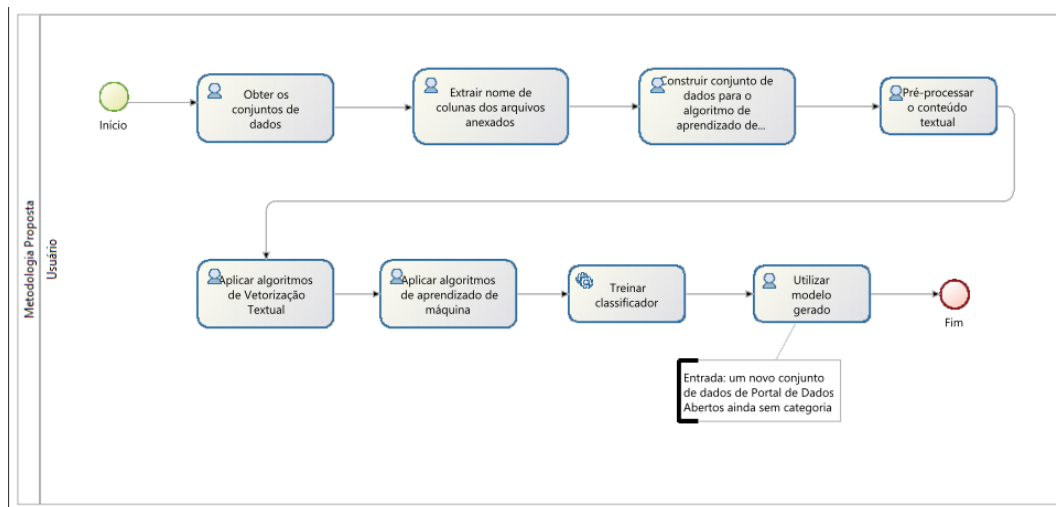 Metodologia Proposta
Usuário
Início
Obter os
conjuntos de
dados
Extrair nome de
colunas dos arquivos
anexados
Construir conjunto de
dados para o
algoritmo de
aprendizado de...
Pré-processar
o conteúdo
textual
Aplicar algoritmos
de Vetorização
Textual
Aplicar algoritmos
de aprendizado de
máquina
Treinar
classificador
Utilizar
modelo
gerado
Fim
Entrada: um novo conjunto
de dados de Portal de Dados
Abertos ainda sem categoria